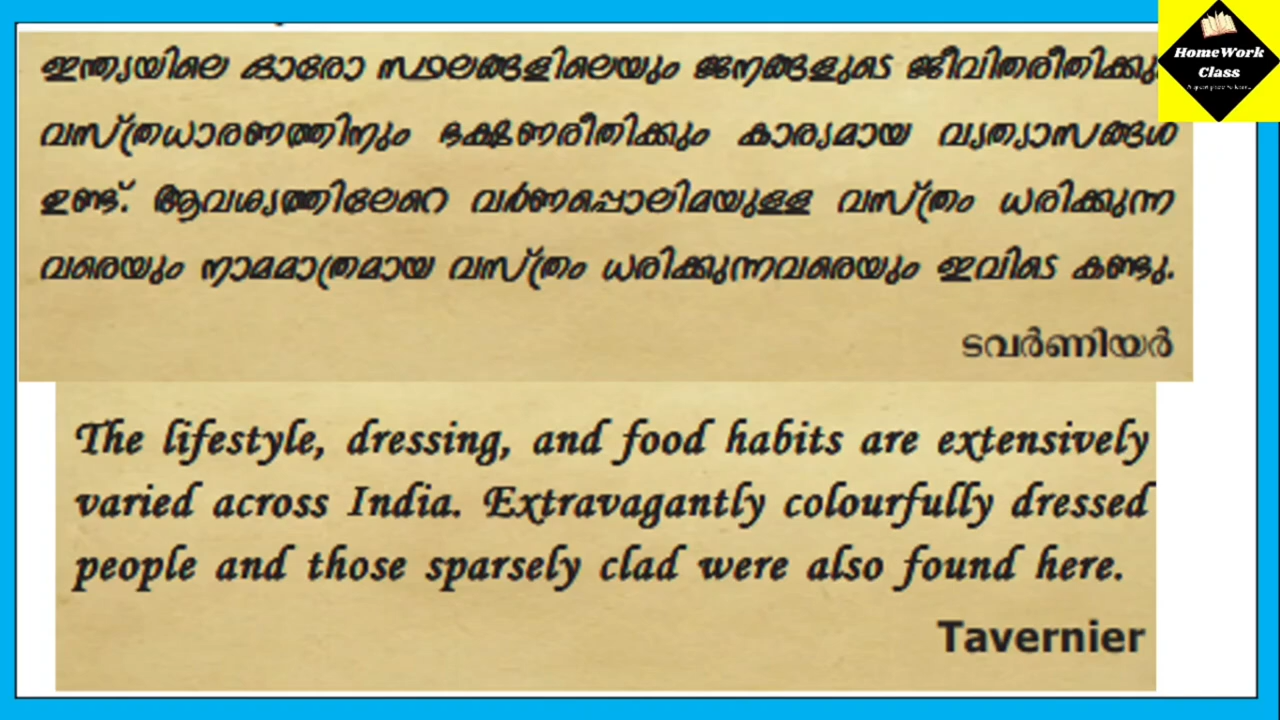 ഇന്ത്യയിലെ ഓരോ സ്ഥലങ്ങളിലെയും ജനങ്ങളുടെ ജീവിതരീതിക്കും
വസ്ത്രധാരണത്തിനും ഭക്ഷണരീതിക്കും കാര്യമായ വ്യത്യാസങ്ങൾ
ഉണ്ട്. ആവശ്യത്തിലേറെ വർണപ്പൊലിമയുള്ള വസ്ത്രം ധരിക്കുന്ന
വരെയും നാമമാത്രമായ വസ്ത്രം ധരിക്കുന്നവരെയും ഇവിടെ കണ്ടു.
ടവർണിയർ
The lifestyle, dressing, and food habits are extensively
varied across India. Extravagantly colourfully dressed
people and those sparsely clad were also found here.
Tavernier
HomeWork
Class